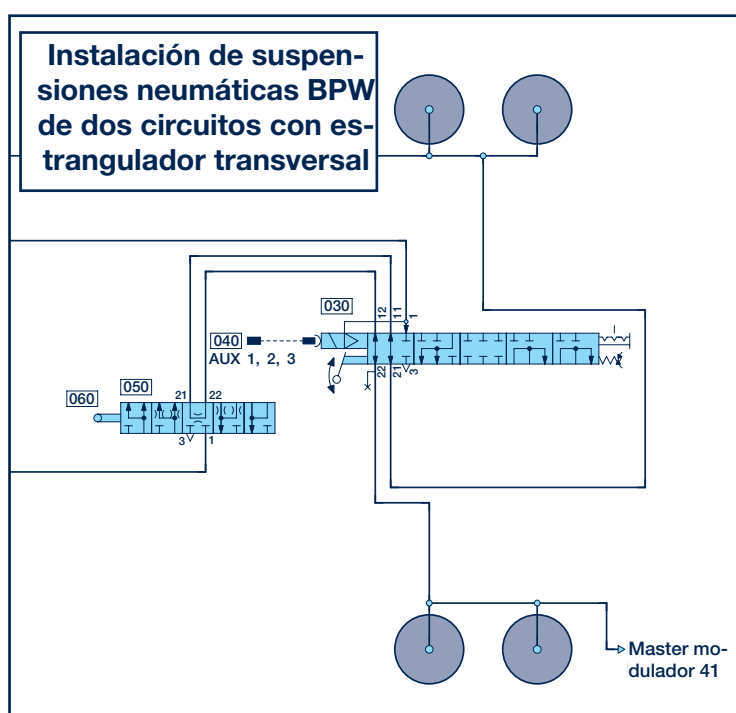 Instalación de suspen-
siones neumáticas BPW
de dos circuitos con es-
trangulador transversal
030
12
11
1
040
AUX 1, 2, 3
22
21
3
050
21
22
060
3
1
Master mo-
dulador 41